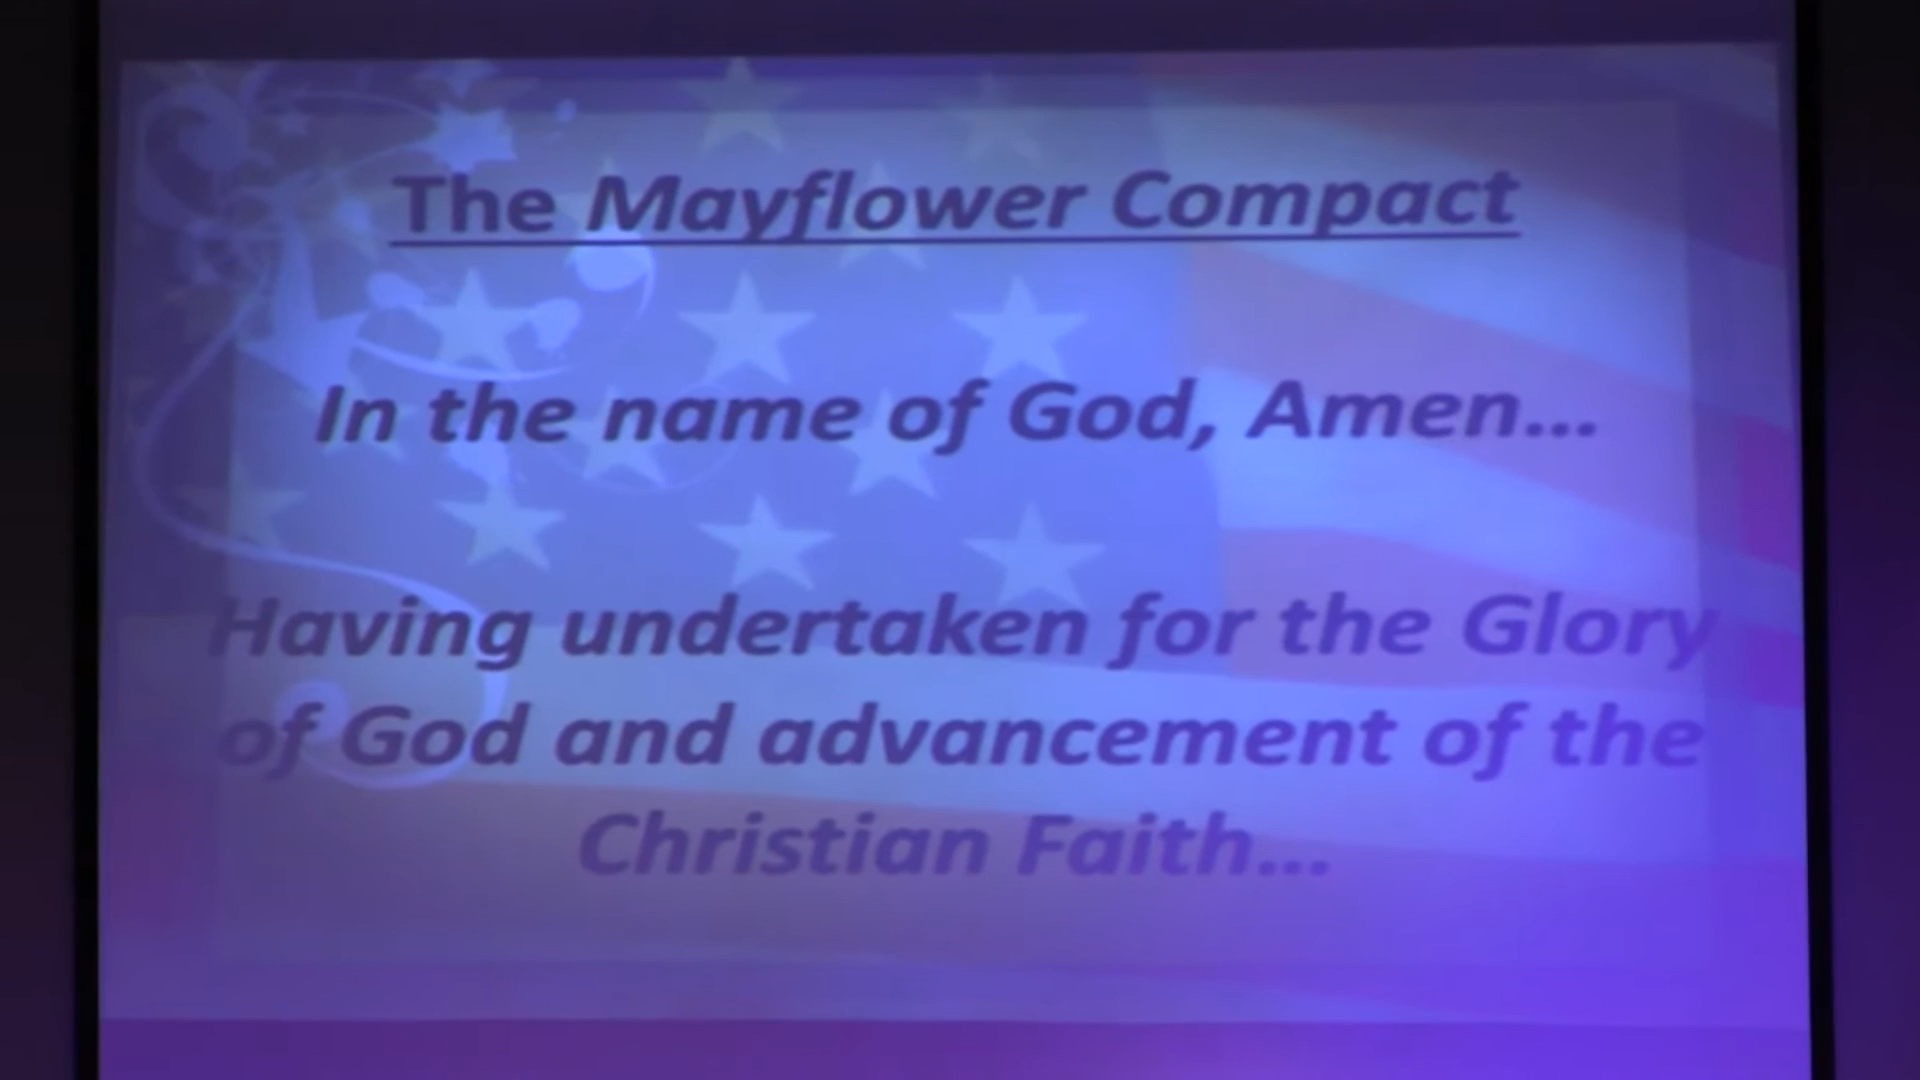 The Mayflower Compact
In the name of God, Amen...
Having undertaken for the Glory
of God and advancement of the
Christian Faith...